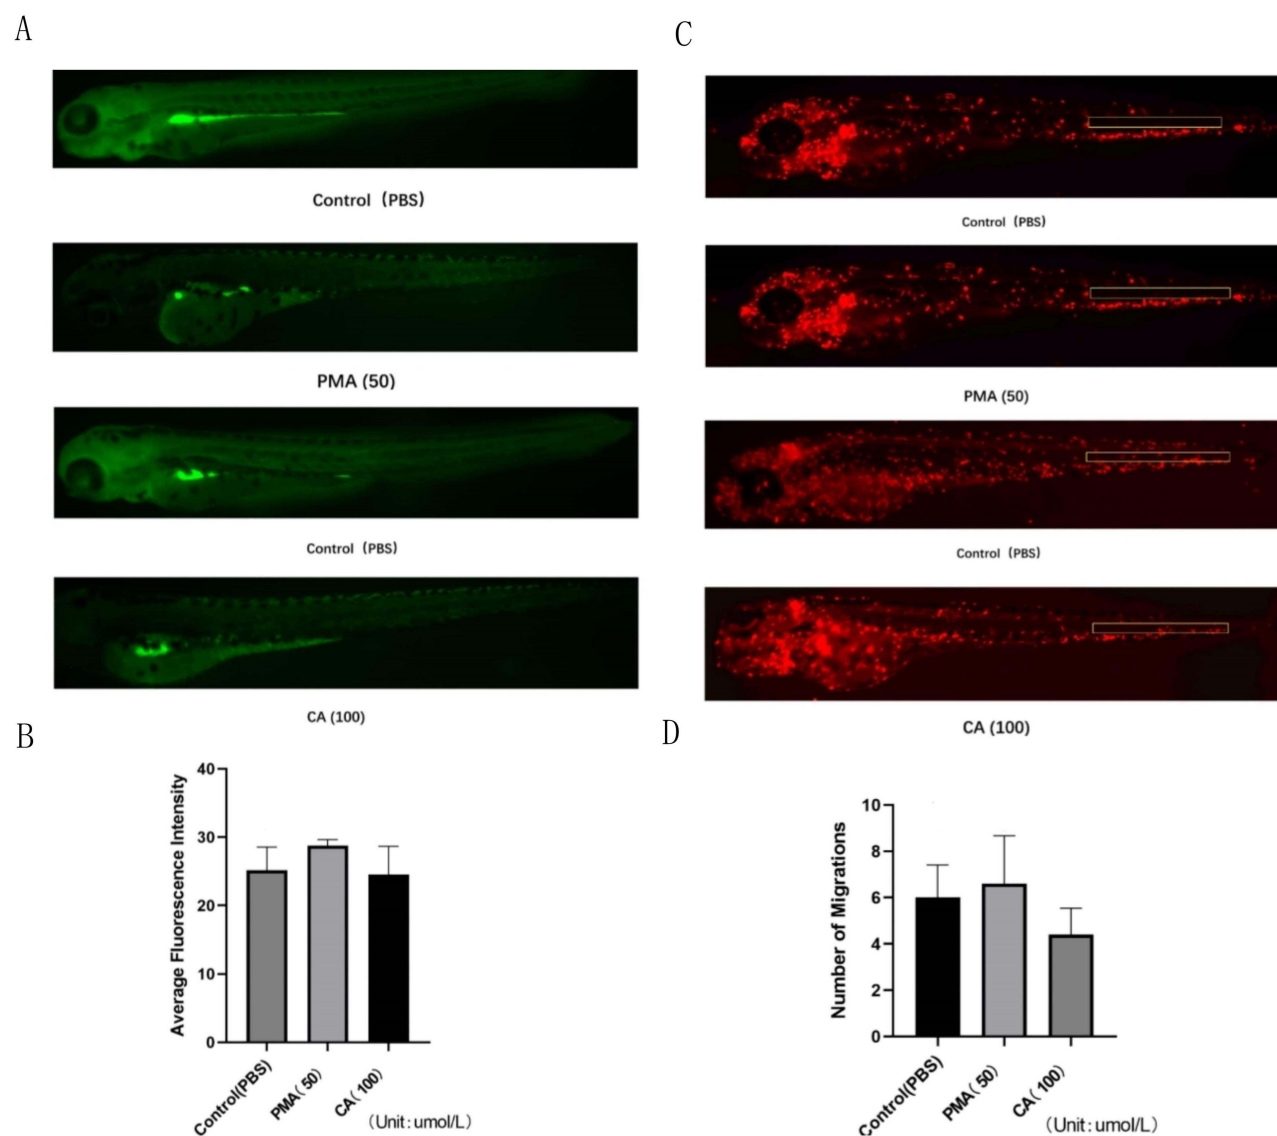 A
Control (PBS)
PMA (50)
Control (PBS)
CA (100)
B
40
30
20
10
0
Average Fluorescence Intensity
Control(PBS)
PMA(50)
CA(100)
(Unit:umol/L)
C
Control (PBS)
PMA (50)
Control (PBS)
CA (100)
D
10
8
6
4
2
0
Number of Migrations
Control(PBS)
PMA(50)
CA(100)
(Unit:umol/L)